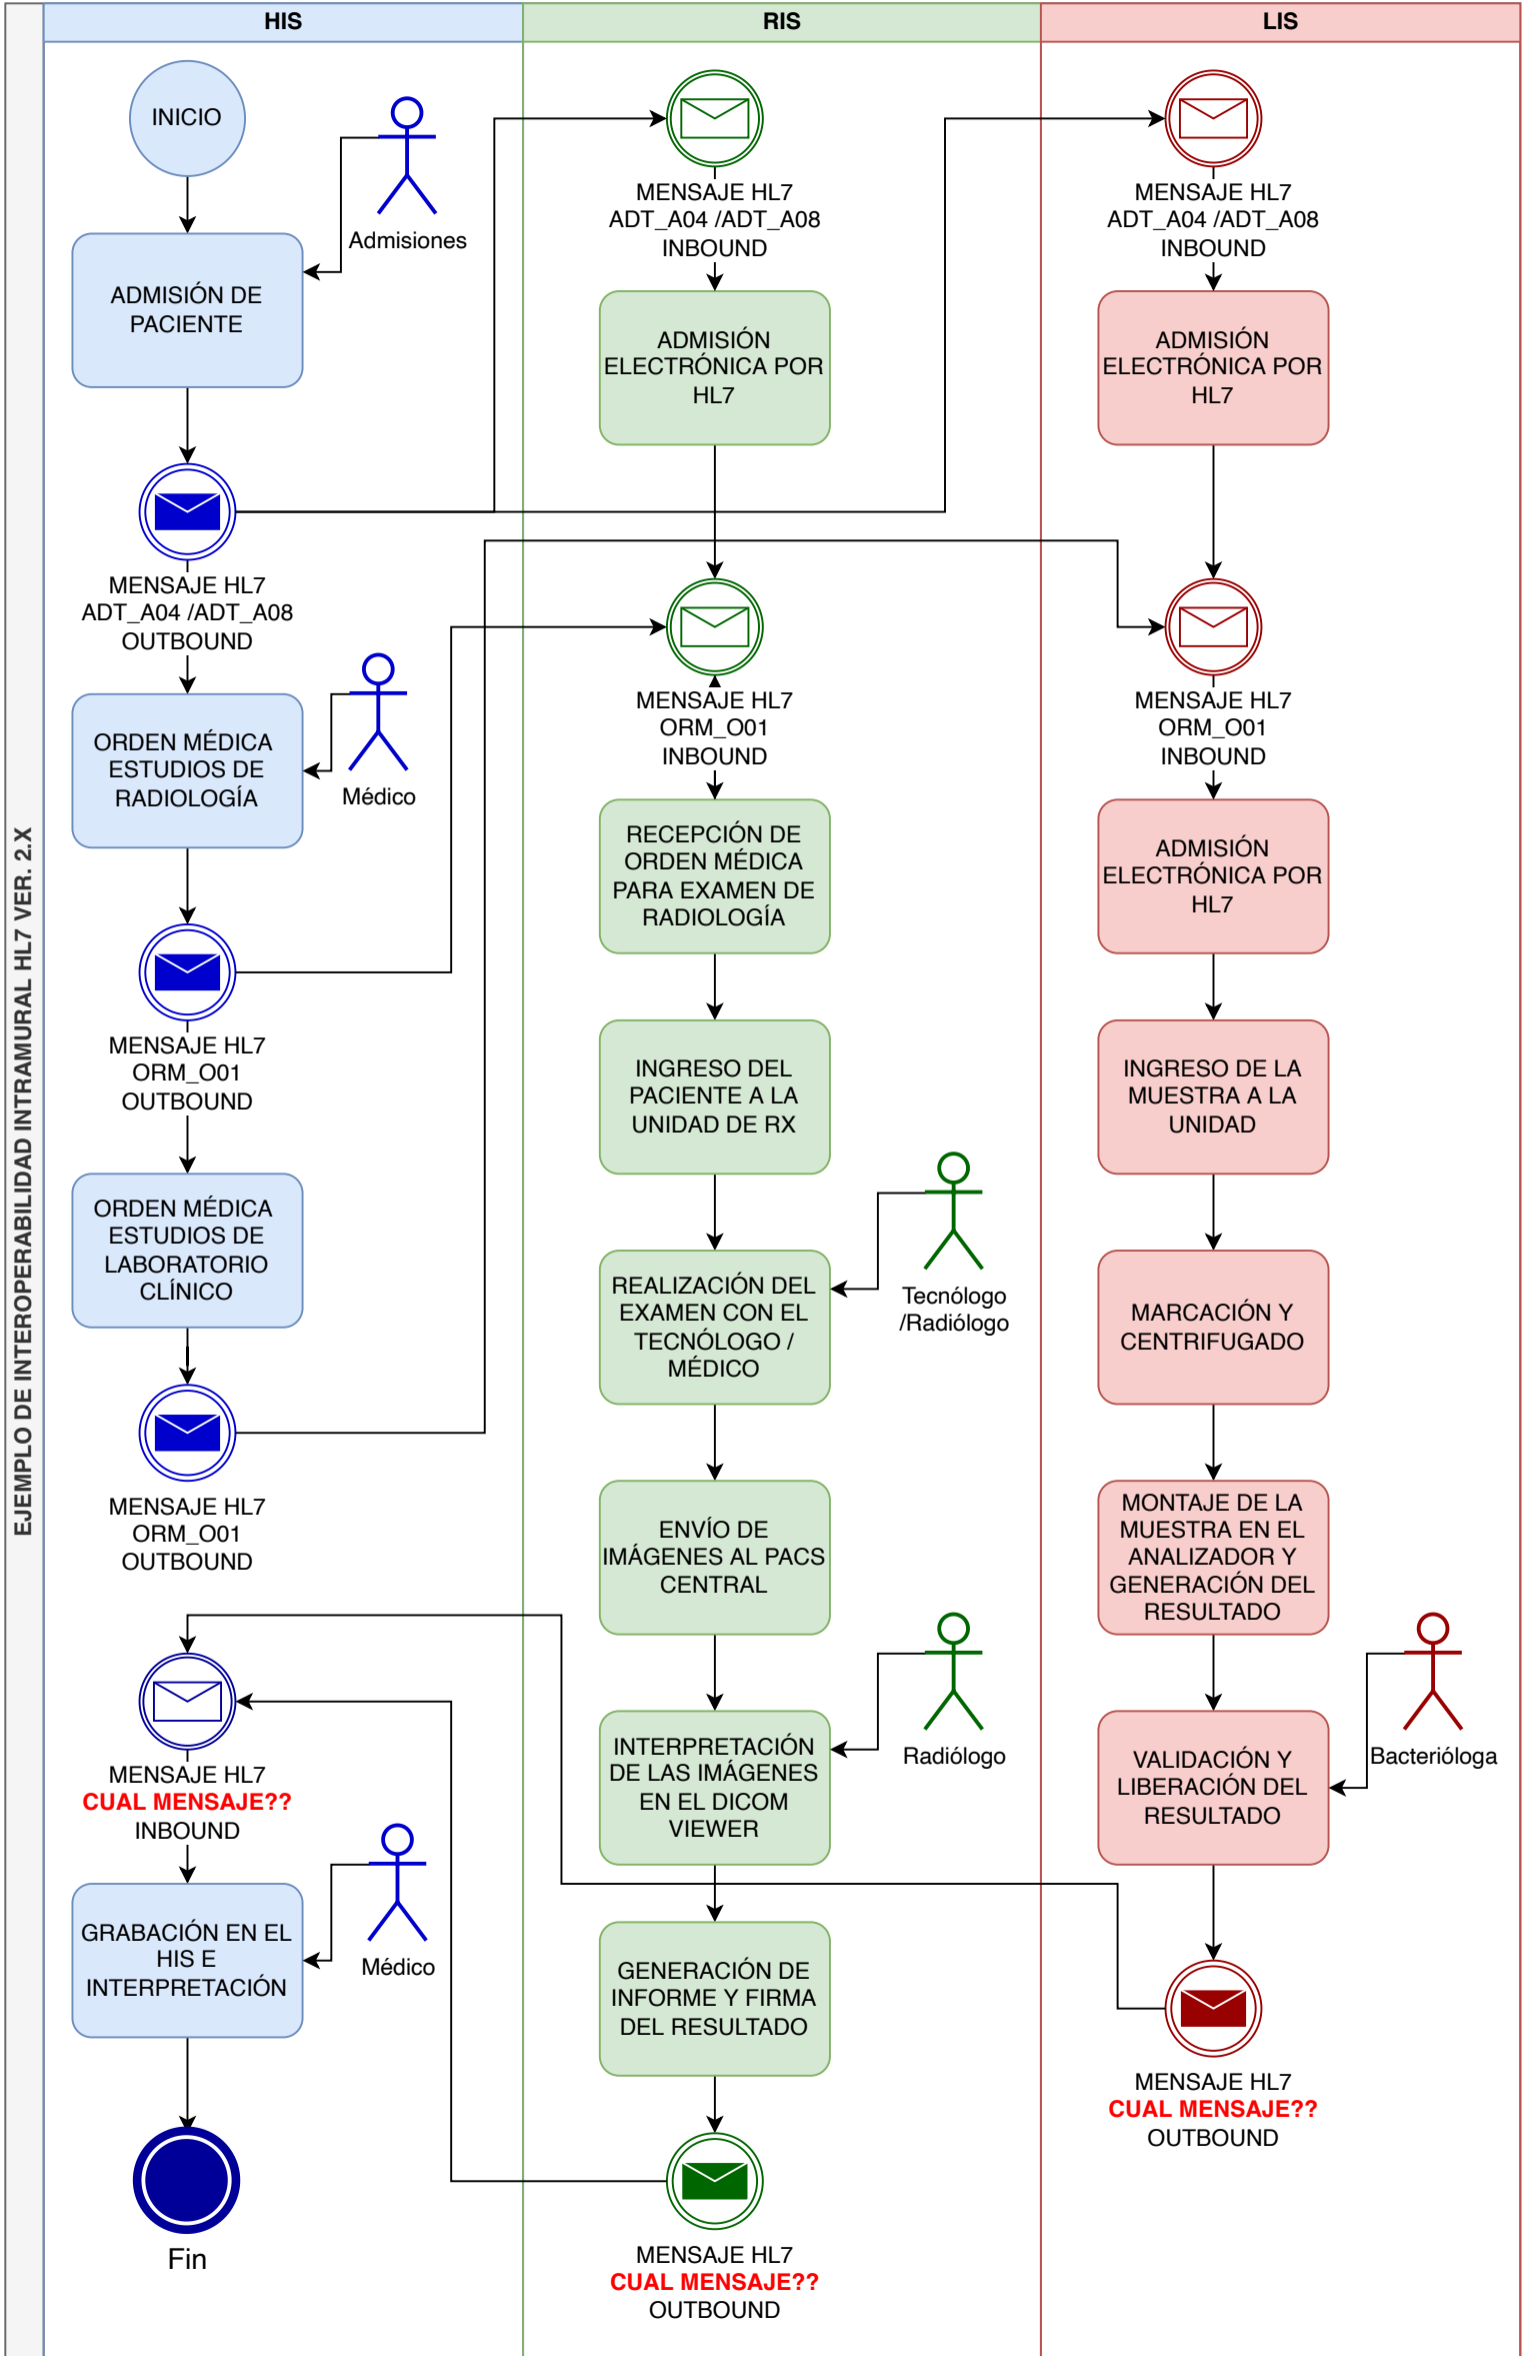 EJEMPLO DE INTEROPERABILIDAD INTRAMURAL HL7 VER. 2.X
HIS
INICIO
Admisiones
ADMISIÓN DE
PACIENTE
MENSAJE HL7
ADT_A04 /ADT_A08
OUTBOUND
ORDEN MÉDICA
ESTUDIOS DE
RADIOLOGÍA
Médico
MENSAJE HL7
ORM_O01
OUTBOUND
ORDEN MÉDICA
ESTUDIOS DE
LABORATORIO
CLÍNICO
MENSAJE HL7
ORM_O01
OUTBOUND
MENSAJE HL7
CUAL MENSAJE??
INBOUND
GRABACIÓN EN EL
HIS E
INTERPRETACIÓN
Médico
Fin
RIS
MENSAJE HL7
ADT_A04 /ADT_A08
INBOUND
ADMISIÓN
ELECTRÓNICA POR
HL7
MENSAJE HL7
ORM_O01
INBOUND
RECEPCIÓN DE
ORDEN MÉDICA
PARA EXAMEN DE
RADIOLOGÍA
INGRESO DEL
PACIENTE A LA
UNIDAD DE RX
REALIZACIÓN DEL
EXAMEN CON EL
TECNÓLOGO /
MÉDICO
Tecnólogo
/Radiólogo
ENVÍO DE
IMÁGENES AL PACS
CENTRAL
INTERPRETACIÓN
DE LAS IMÁGENES
EN EL DICOM
VIEWER
Radiólogo
GENERACIÓN DE
INFORME Y FIRMA
DEL RESULTADO
MENSAJE HL7
CUAL MENSAJE??
OUTBOUND
LIS
MENSAJE HL7
ADT_A04 /ADT_A08
INBOUND
ADMISIÓN
ELECTRÓNICA POR
HL7
MENSAJE HL7
ORM_O01
INBOUND
ADMISIÓN
ELECTRÓNICA POR
HL7
INGRESO DE LA
MUESTRA A LA
UNIDAD
MARCACIÓN Y
CENTRIFUGADO
MONTAJE DE LA
MUESTRA EN EL
ANALIZADOR Y
GENERACIÓN DEL
RESULTADO
VALIDACIÓN Y
LIBERACIÓN DEL
RESULTADO
Bacterióloga
MENSAJE HL7
CUAL MENSAJE??
OUTBOUND